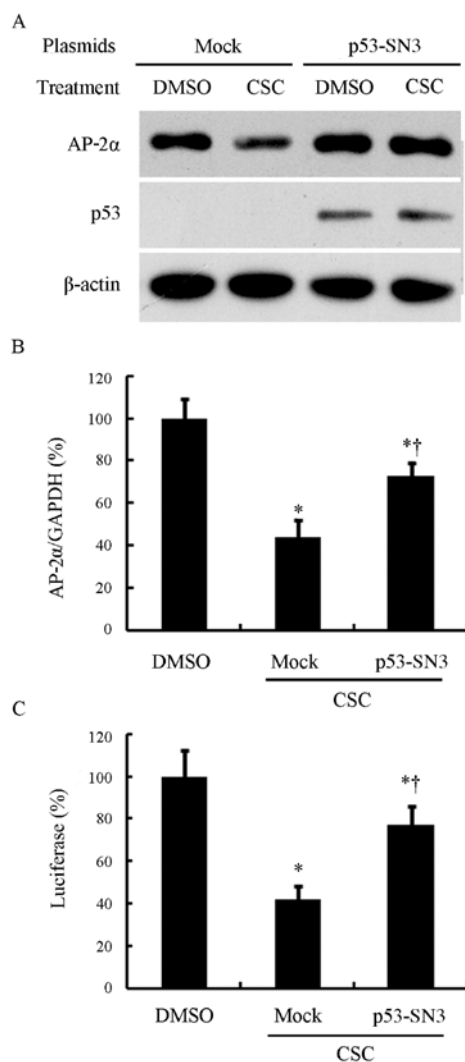 A
Plasmids Mock p53-SN3
Treatment DMSO CSC DMSO CSC
AP-2α
p53
β-actin
B
AP-2α/GAPDH (%)
120
100
80
60
40
20
0
*
*†
DMSO Mock p53-SN3
CSC
C
Luciferase (%)
120
100
80
60
40
20
0
*
*†
DMSO Mock p53-SN3
CSC